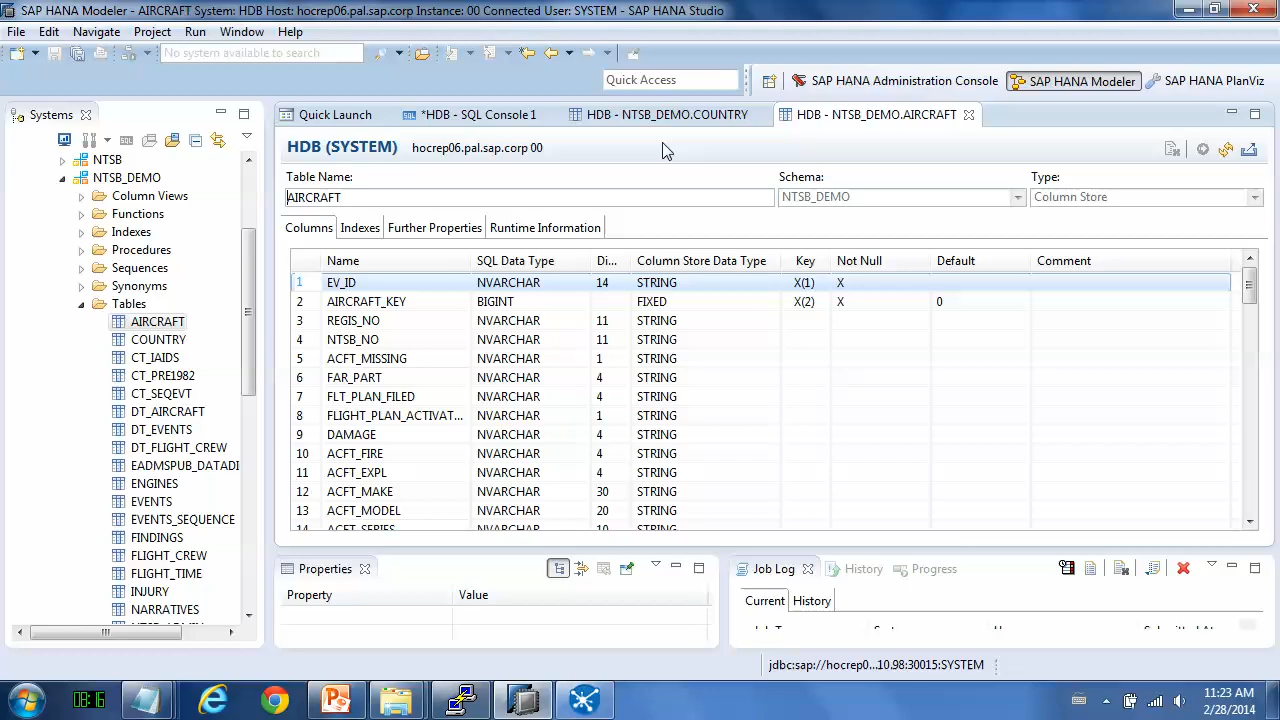 SAP HANA Modeler - AIRCRAFT System: HDB Host: hocrep06.pal.sap.corp Instance: 00 Connected User: SYSTEM - SAP HANA Studio
File Edit Navigate Project Run Window Help
No system available to search
Quick Access SAP HANA Administration Console SAP HANA Modeler SAP HANA PlanViz
Systems
NTSB
NTSB_DEMO
Column Views
Functions
Indexes
Procedures
Sequences
Synonyms
Tables
AIRCRAFT
COUNTRY
CT_IAIDS
CT_PRE1982
CT_SEQEVT
DT_AIRCRAFT
DT_EVENTS
DT_FLIGHT_CREW
EADMSPUB_DATADI
ENGINES
EVENTS
EVENTS_SEQUENCE
FINDINGS
FLIGHT_CREW
FLIGHT_TIME
INJURY
NARRATIVES
Quick Launch *HDB - SQL Console 1 HDB - NTSB_DEMO.COUNTRY HDB - NTSB_DEMO.AIRCRAFT
HDB (SYSTEM) hocrep06.pal.sap.corp 00
Table Name: Schema: Type:
AIRCRAFT NTSB_DEMO Column Store
Columns Indexes Further Properties Runtime Information
Name SQL Data Type Di... Column Store Data Type Key Not Null Default Comment
1 EV_ID NVARCHAR 14 STRING X(1) X
2 AIRCRAFT_KEY BIGINT FIXED X(2) X 0
3 REGIS_NO NVARCHAR 11 STRING
4 NTSB_NO NVARCHAR 11 STRING
5 ACFT_MISSING NVARCHAR 1 STRING
6 FAR_PART NVARCHAR 4 STRING
7 FLT_PLAN_FILED NVARCHAR 4 STRING
8 FLIGHT_PLAN_ACTIVAT... NVARCHAR 1 STRING
9 DAMAGE NVARCHAR 4 STRING
10 ACFT_FIRE NVARCHAR 4 STRING
11 ACFT_EXPL NVARCHAR 4 STRING
12 ACFT_MAKE NVARCHAR 30 STRING
13 ACFT_MODEL NVARCHAR 20 STRING
14 ACFT_SERIES NVARCHAR 10 STRING
Properties
Property Value
Job Log History Progress
Current History
jdbc:sap://hocrep0...10.98:30015:SYSTEM
08:16
11:23 AM
2/28/2014